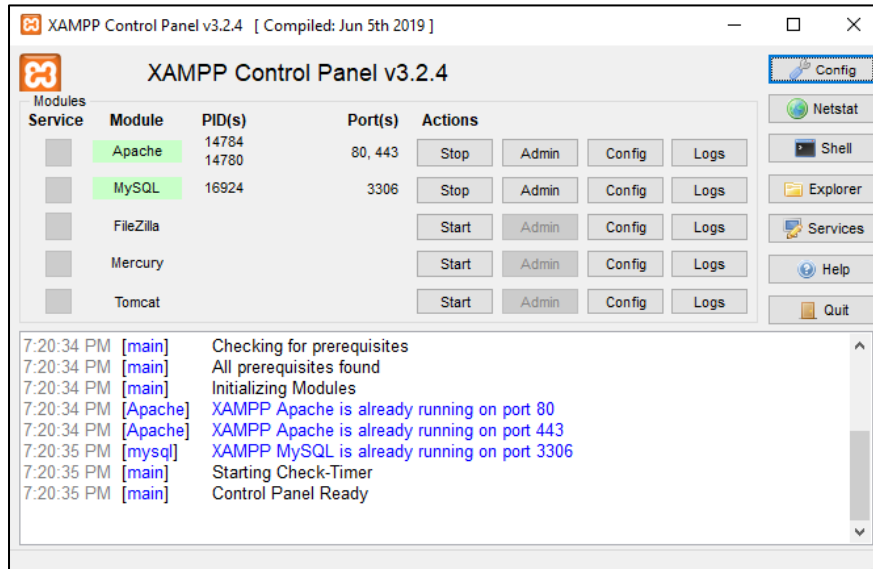 XAMPP Control Panel v3.2.4 [ Compiled: Jun 5th 2019 ]
XAMPP Control Panel v3.2.4
Config
Modules
Service Module PID(s) Port(s) Actions
Netstat
Apache 14784 14780 80, 443 Stop Admin Config Logs
Shell
MySQL 16924 3306 Stop Admin Config Logs
Explorer
FileZilla Start Admin Config Logs
Services
Mercury Start Admin Config Logs
Help
Tomcat Start Admin Config Logs
Quit
7:20:34 PM [main] Checking for prerequisites
7:20:34 PM [main] All prerequisites found
7:20:34 PM [main] Initializing Modules
7:20:34 PM [Apache] XAMPP Apache is already running on port 80
7:20:34 PM [Apache] XAMPP Apache is already running on port 443
7:20:35 PM [mysql] XAMPP MySQL is already running on port 3306
7:20:35 PM [main] Starting Check-Timer
7:20:35 PM [main] Control Panel Ready